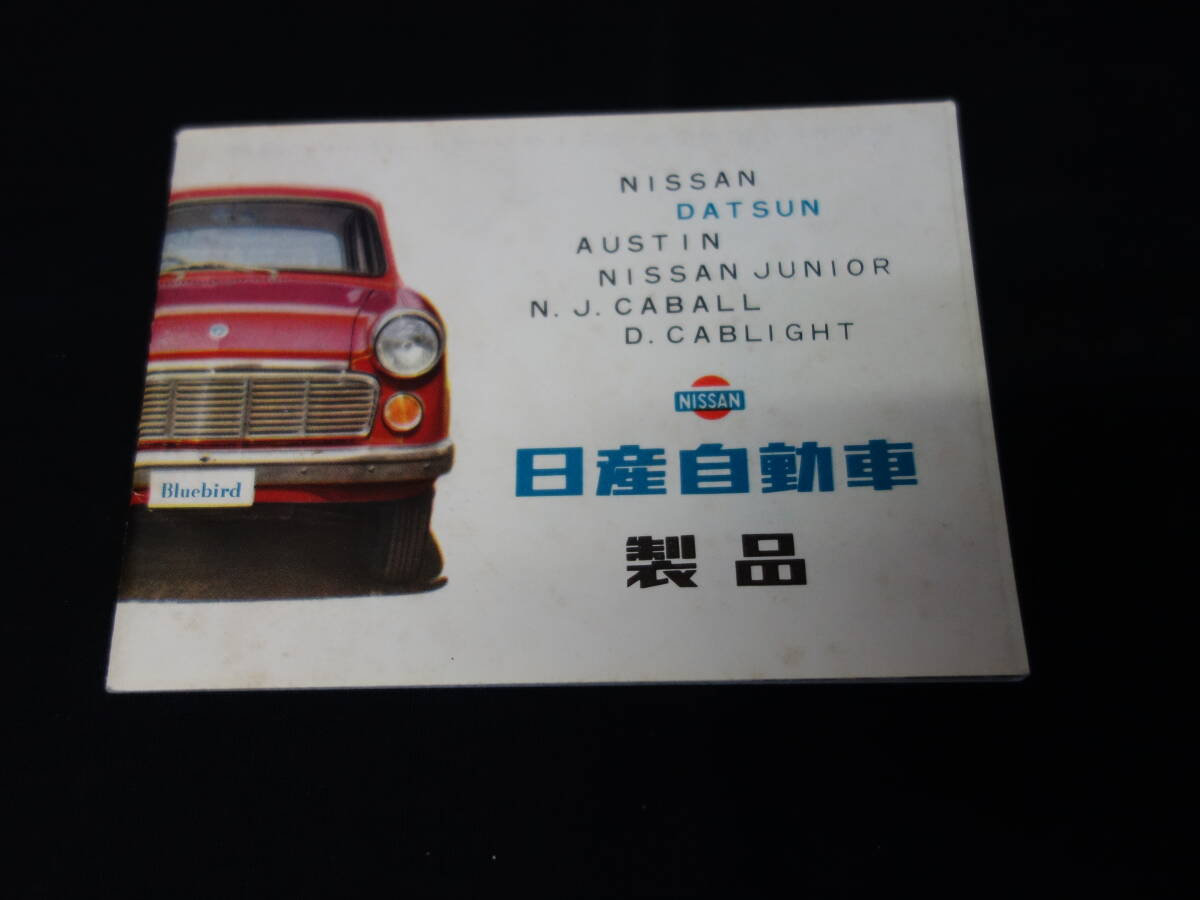 NISSAN
DATSUN
AUSTIN
NISSAN JUNIOR
N. J. CABALL
D. CABLIGHT
NISSAN
日産自動車
製品
Bluebird